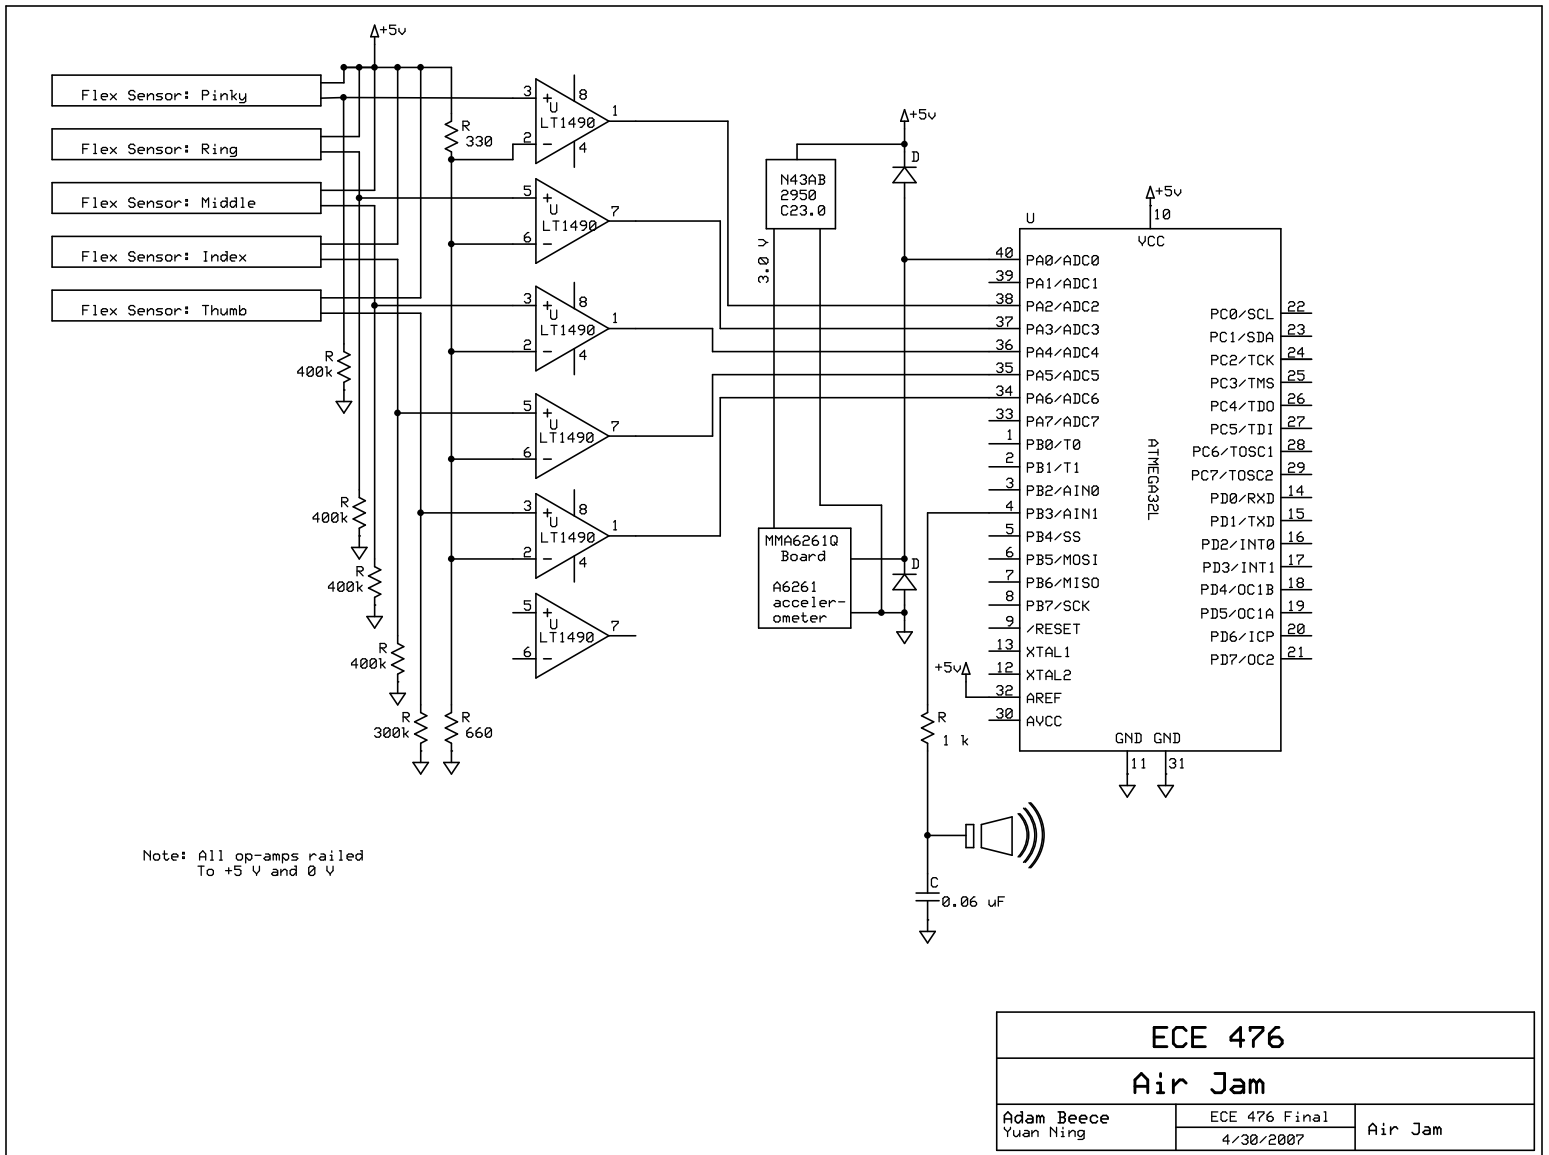 +5v
Flex Sensor: Pinky
Flex Sensor: Ring
Flex Sensor: Middle
Flex Sensor: Index
Flex Sensor: Thumb
R
400k
R
400k
R
400k
R
400k
R
300k
R
330
R
660
3
+
8
U
LT1490
1
2
-
4
5
+
U
LT1490
7
6
-
3
+
8
U
LT1490
1
2
-
4
5
+
U
LT1490
7
6
-
3
+
8
U
LT1490
1
2
-
4
5
+
U
LT1490
7
6
-
+5v
D
N43AB
2950
C23.0
3.0 V
MMA6261Q
Board
A6261
acceler-
ometer
D
+5v
R
1 k
C
0.06 uF
+5v
10
U
VCC
40 PA0/ADC0
39 PA1/ADC1
38 PA2/ADC2
37 PA3/ADC3
36 PA4/ADC4
35 PA5/ADC5
34 PA6/ADC6
33 PA7/ADC7
1 PB0/T0
2 PB1/T1
3 PB2/AIN0
4 PB3/AIN1
5 PB4/SS
6 PB5/MOSI
7 PB6/MISO
8 PB7/SCK
9 /RESET
13 XTAL1
12 XTAL2
32 AREF
30 AVCC
ATMEGA32L
PC0/SCL 22
PC1/SDA 23
PC2/TCK 24
PC3/TMS 25
PC4/TDO 26
PC5/TDI 27
PC6/TOSC1 28
PC7/TOSC2 29
PD0/RXD 14
PD1/TXD 15
PD2/INT0 16
PD3/INT1 17
PD4/OC1B 18
PD5/OC1A 19
PD6/ICP 20
PD7/OC2 21
GND GND
11 31
Note: All op-amps railed
To +5 V and 0 V
ECE 476
Air Jam
Adam Beece
Yuan Ning
ECE 476 Final
4/30/2007
Air Jam